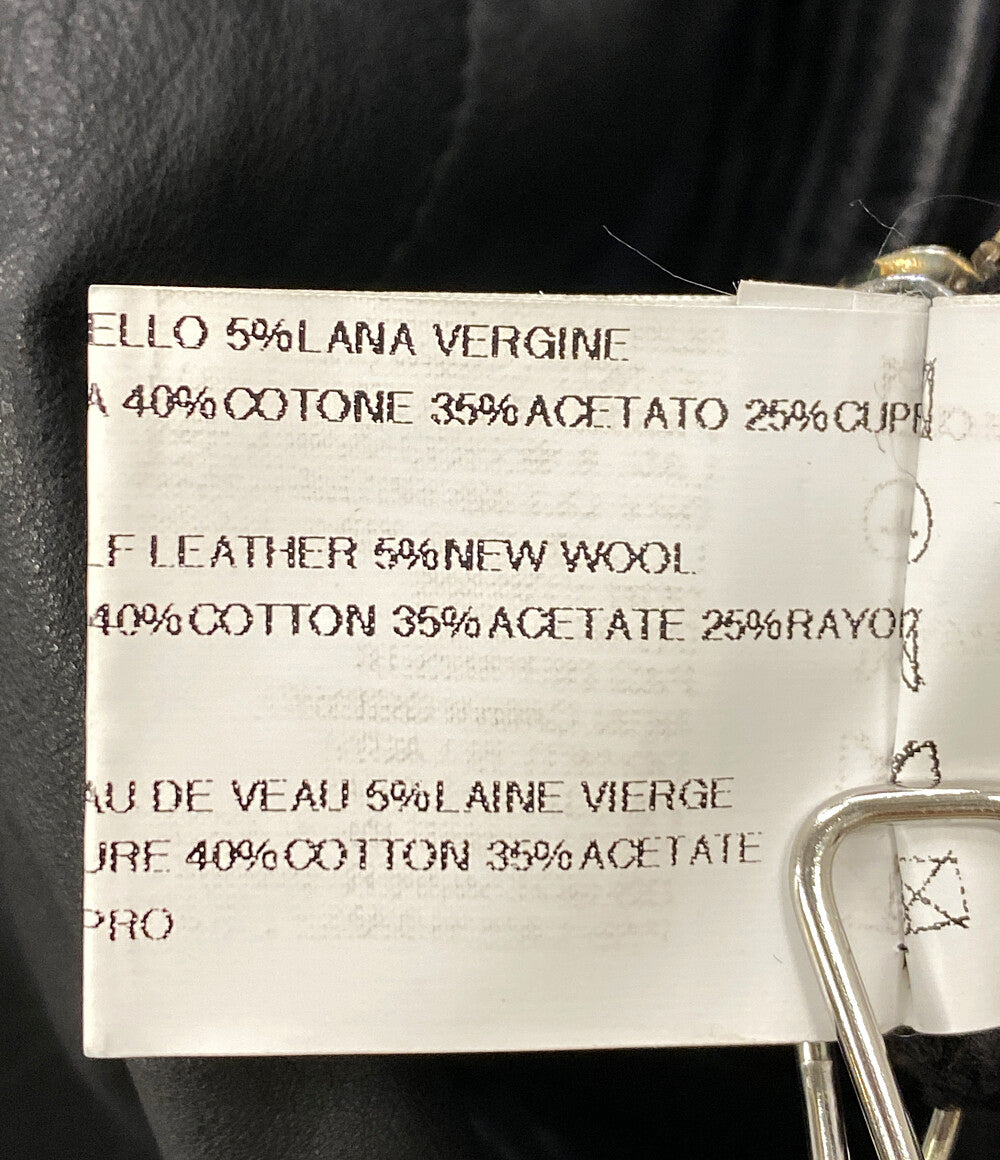 ELLO 5%LANA VERGINE
A 40%COTONE 35%ACETATO 25%CUPR
LF LEATHER 5%NEW WOOL
40%COTTON 35%ACETATE 25%RAYON
AU DE VEAU 5%LAINE VIERGE
URE 40%COTTON 35%ACETATE
PRO